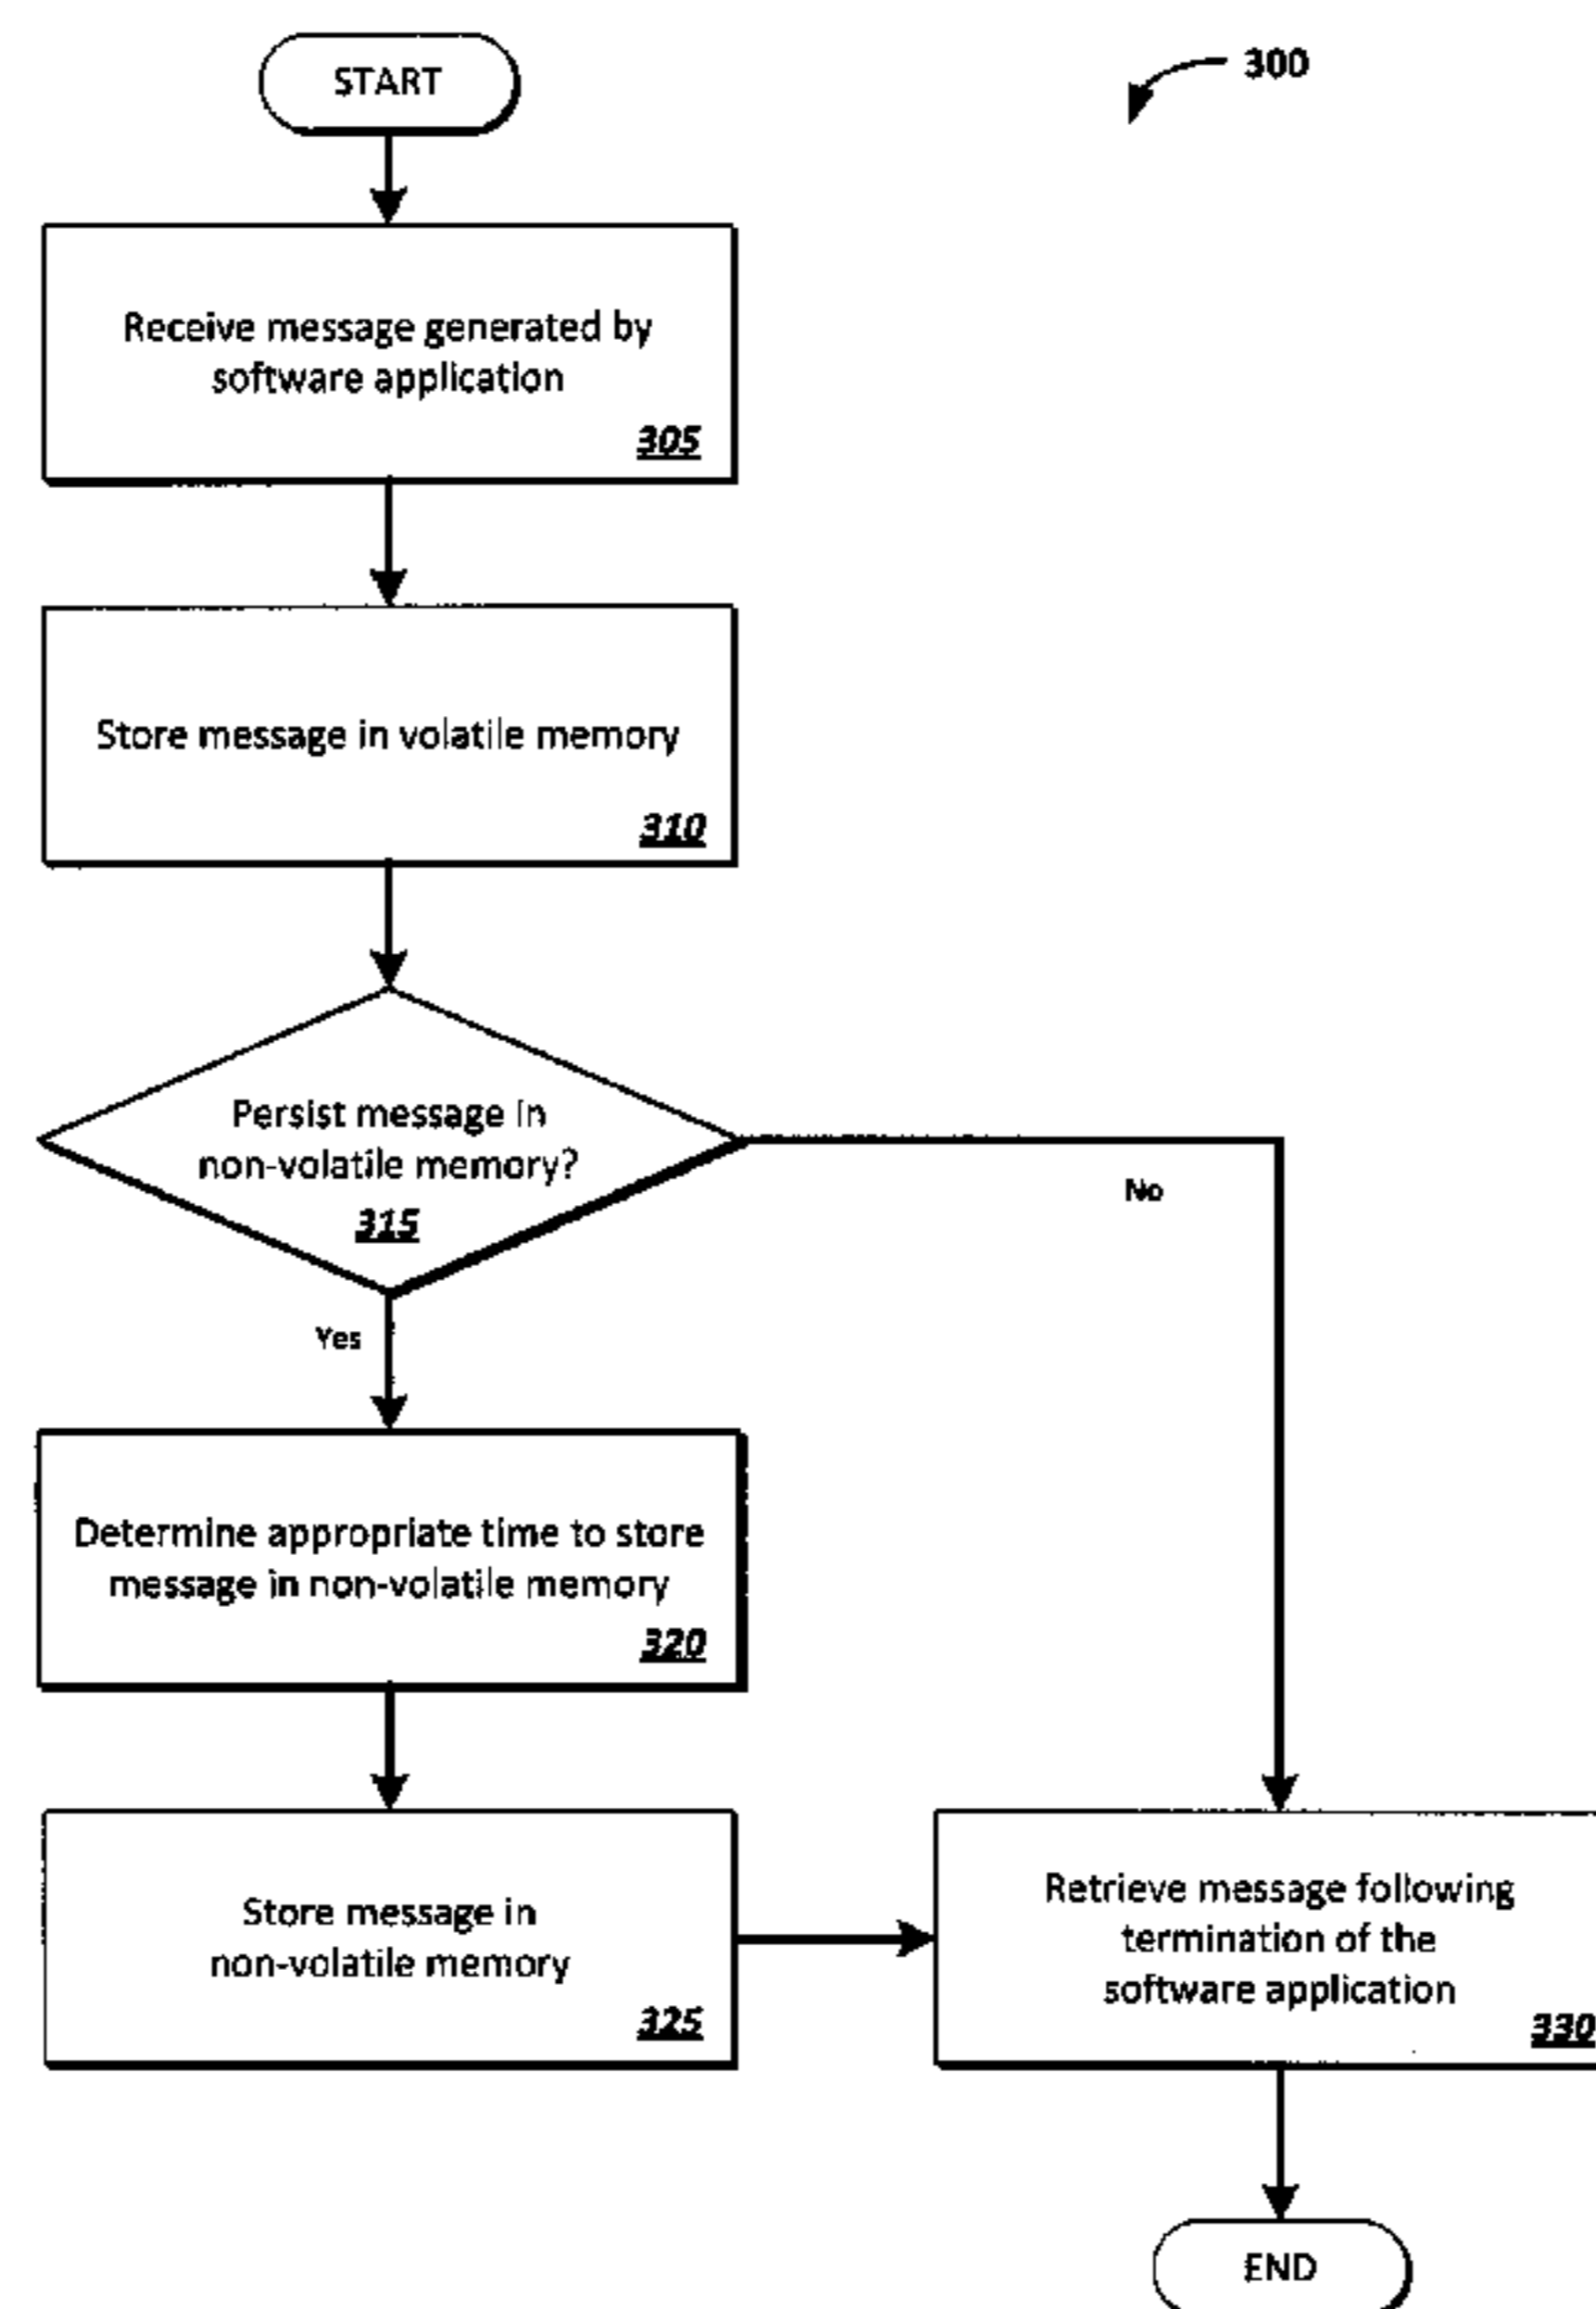 START
300
Receive message generated by
software application
305
Store message in volatile memory
310
Persist message in
non-volatile memory?
315
No
Yes
Determine appropriate time to store
message in non-volatile memory
320
Store message in
non-volatile memory
325
Retrieve message following
termination of the
software application
330
END